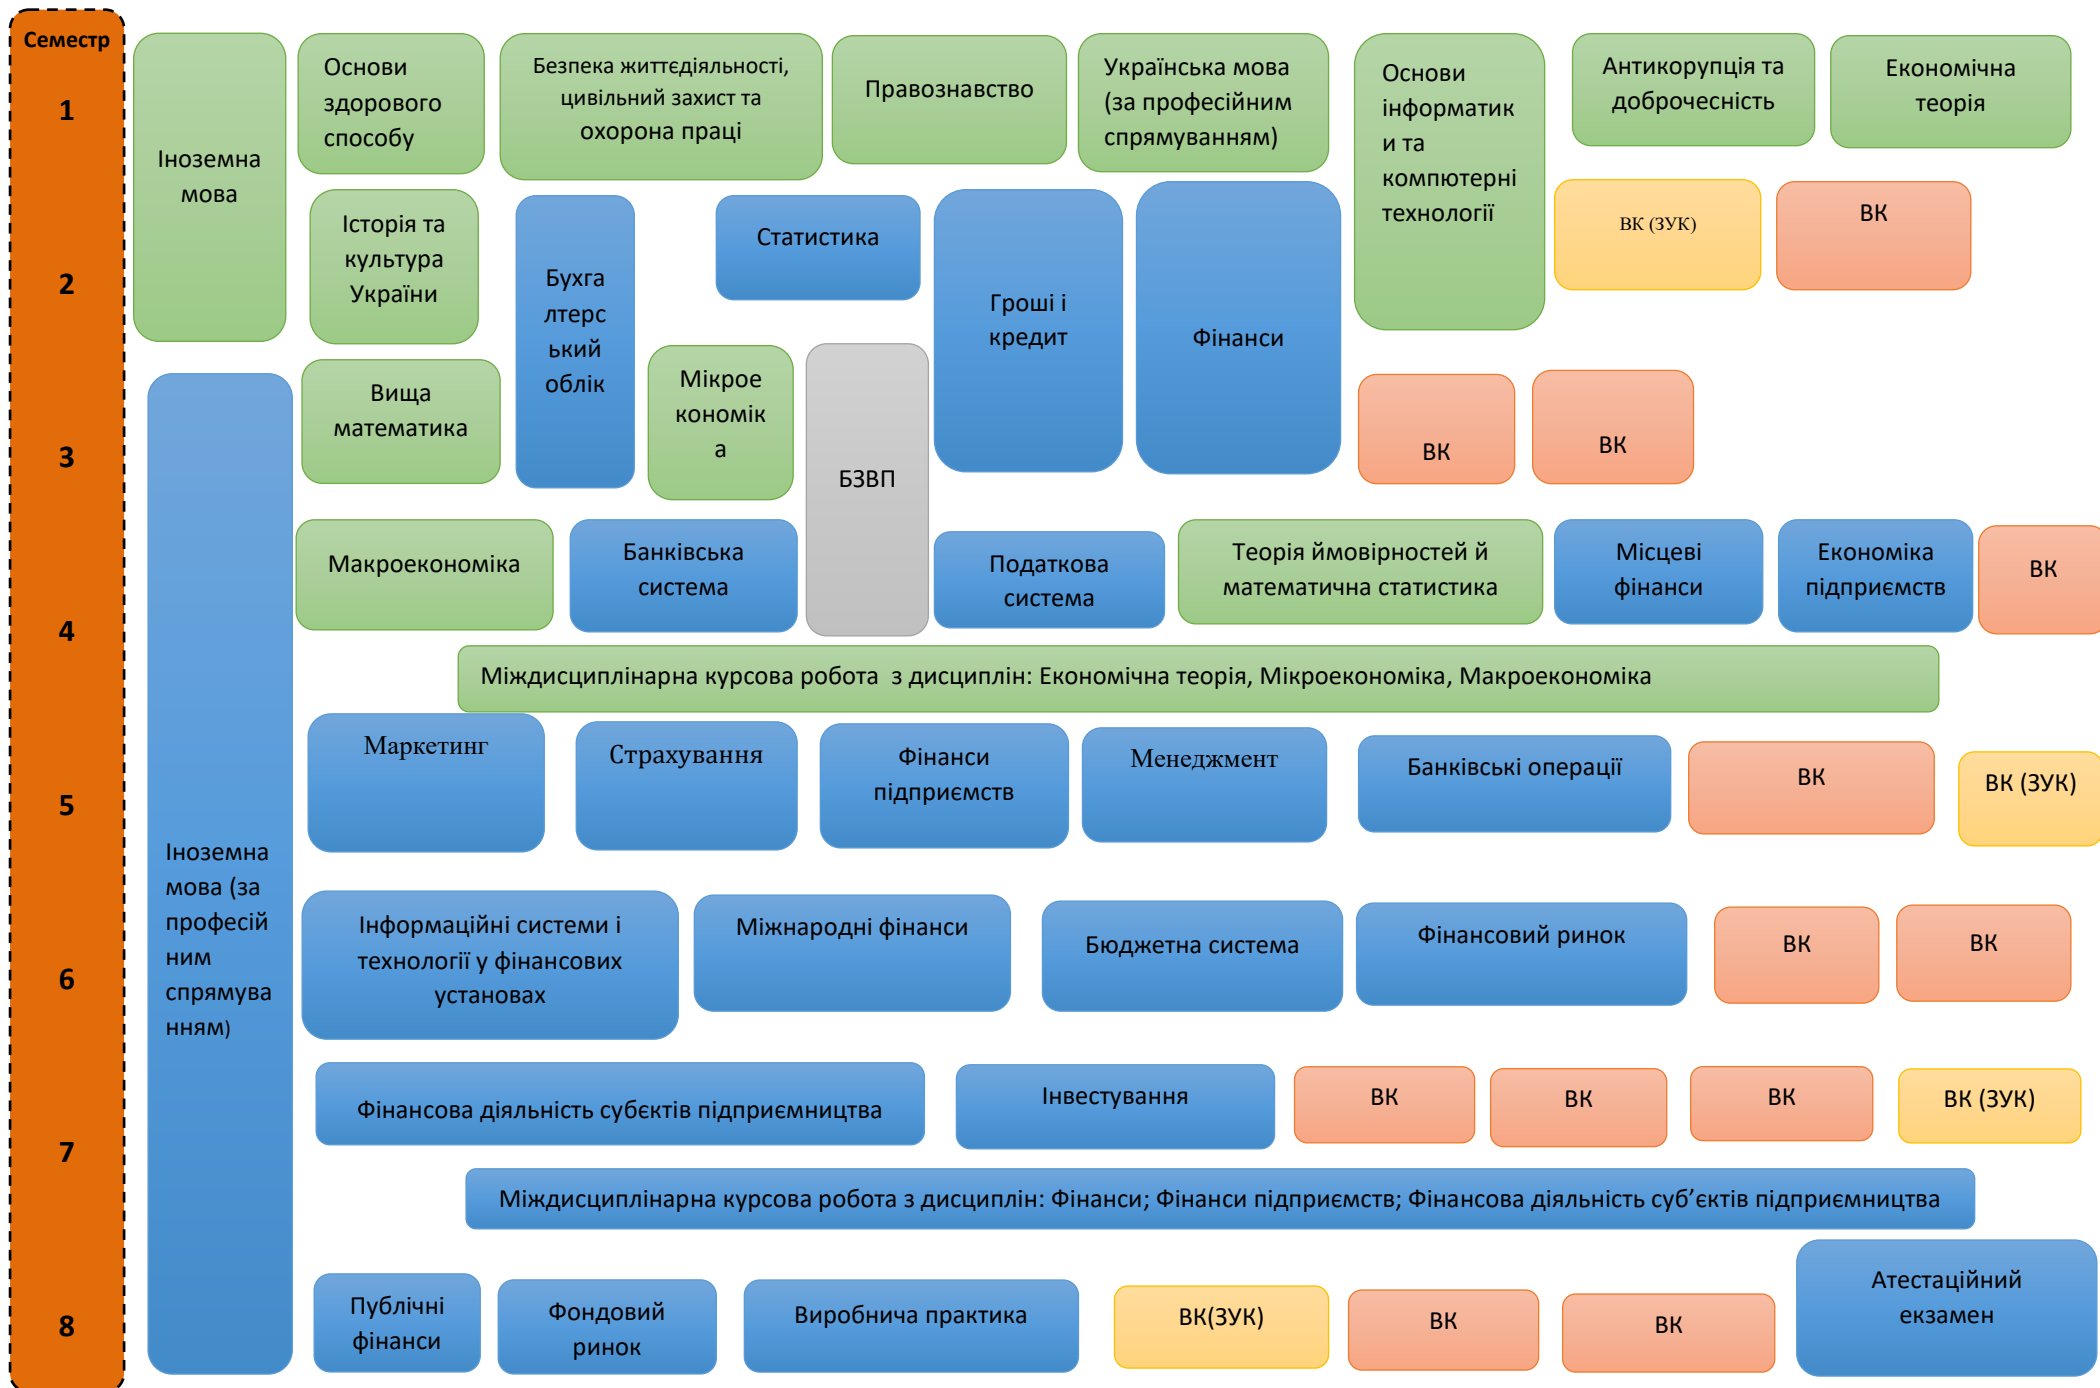 Семестр
1
2
3
4
5
6
7
8
Іноземна
мова
Основи
здорового
способу
Безпека життєдіяльності,
цивільний захист та
охорона праці
Правознавство
Українська мова
(за професійним
спрямуванням)
Основи
інформатик
и та
компютерні
технології
Антикорупція та
доброчесність
Економічна
теорія
Історія та
культура
України
Бухга
лтерс
ький
облік
Статистика
Гроші і
кредит
Фінанси
ВК (ЗУК)
ВК
Іноземна
мова (за
професій
ним
спрямува
нням)
Вища
математика
Мікрое
кономік
а
БЗВП
ВК
ВК
Макроекономіка
Банківська
система
Податкова
система
Теорія ймовірностей й
математична статистика
Місцеві
фінанси
Економіка
підприємств
ВК
Міждисциплінарна курсова робота  з дисциплін: Економічна теорія, Мікроекономіка, Макроекономіка
Маркетинг
Страхування
Фінанси
підприємств
Менеджмент
Банківські операції
ВК
ВК (ЗУК)
Інформаційні системи і
технології у фінансових
установах
Міжнародні фінанси
Бюджетна система
Фінансовий ринок
ВК
ВК
Фінансова діяльність субєктів підприємництва
Інвестування
ВК
ВК
ВК
ВК (ЗУК)
Міждисциплінарна курсова робота з дисциплін: Фінанси; Фінанси підприємств; Фінансова діяльність суб’єктів підприємництва
Публічні
фінанси
Фондовий
ринок
Виробнича практика
ВК(ЗУК)
ВК
ВК
Атестаційний
екзамен